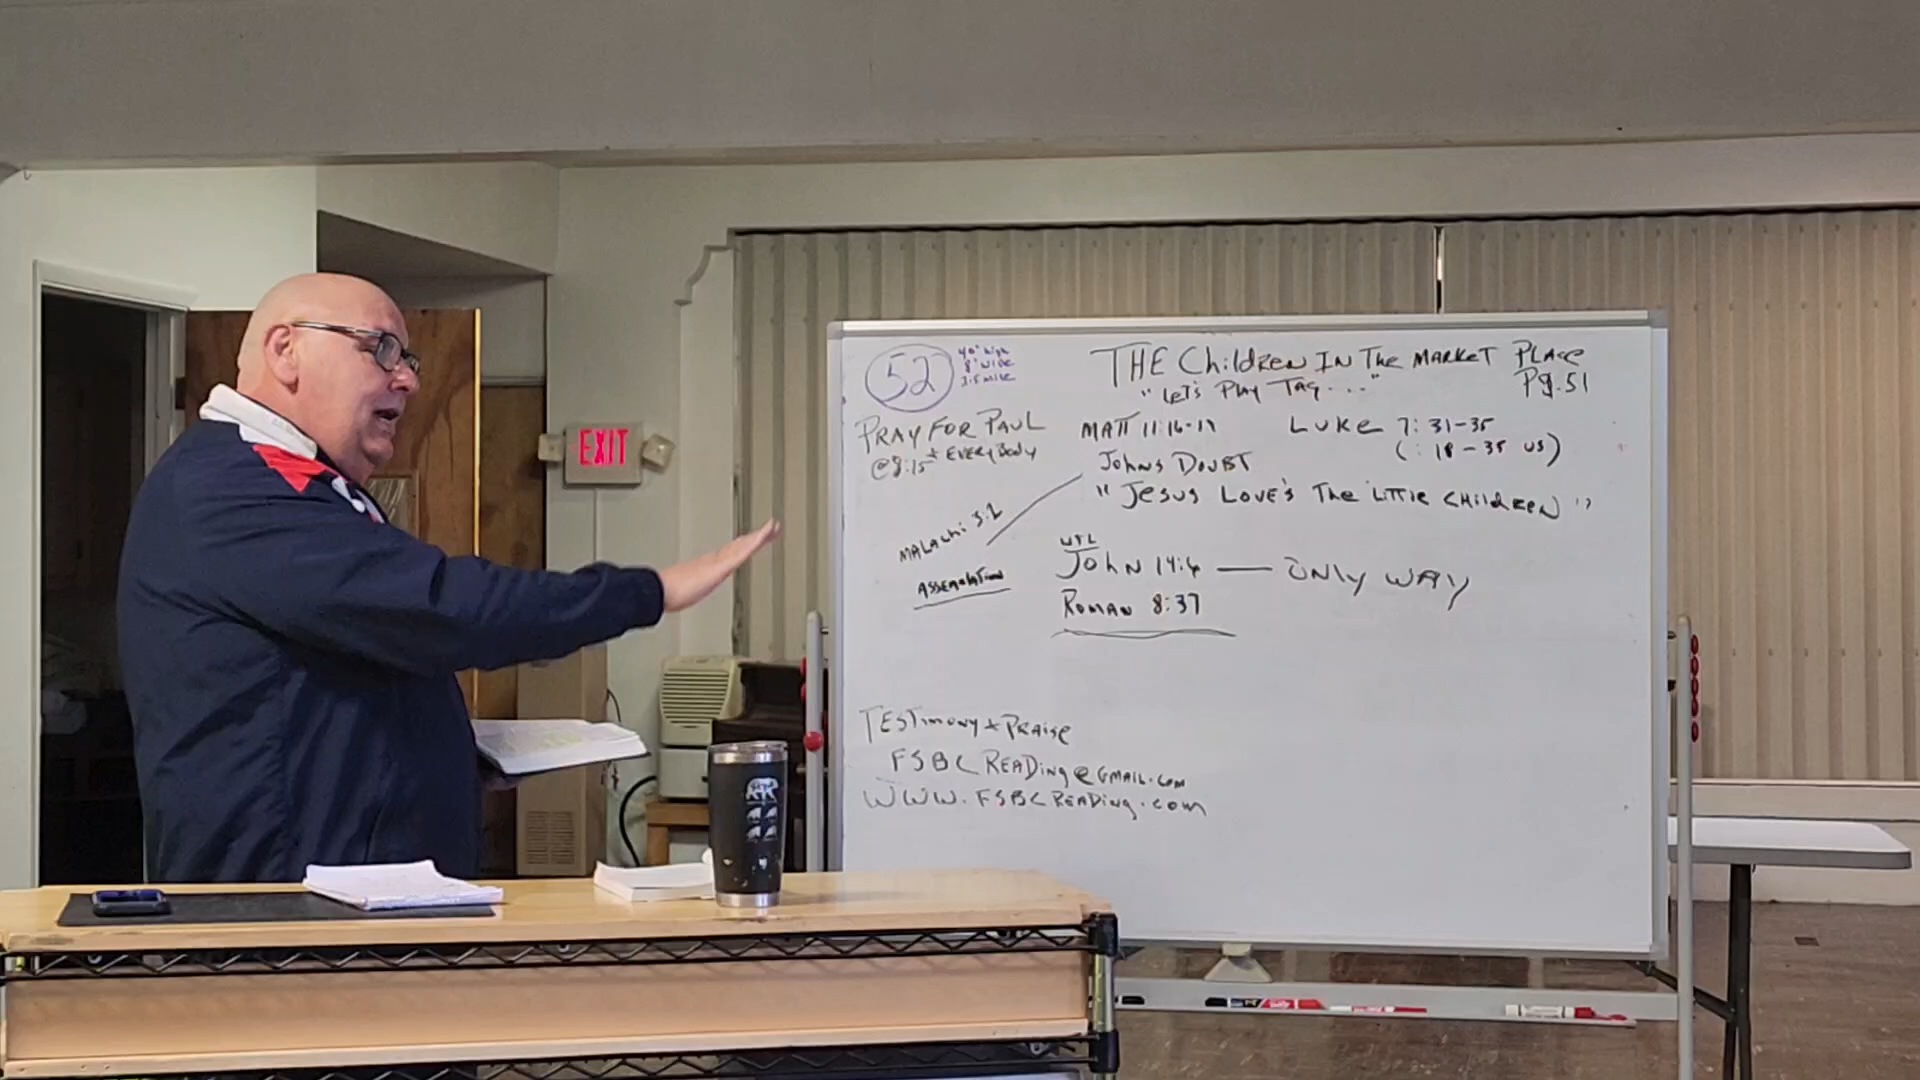 EXIT
52
40' high
8' wide
3.5 mile
THE ChildREN IN The MARKET PLAce
"LeT's Play Tag..."
Pg.51
PRAY FOR PAUL
@8:15 + EVERYBODY
MATT 11:16-19
Luke 7:31-35
(:18-35 us)
Johns DOUBT
"Jesus LOVE's The LiTTle CHildReN"
MALAchi 3:1
John 14:6 — ONly WAY
ROMAN 8:37
TESTimony + PRAise
FSBCREADing@GMAIL.com
WWW.FSBCREADing.com